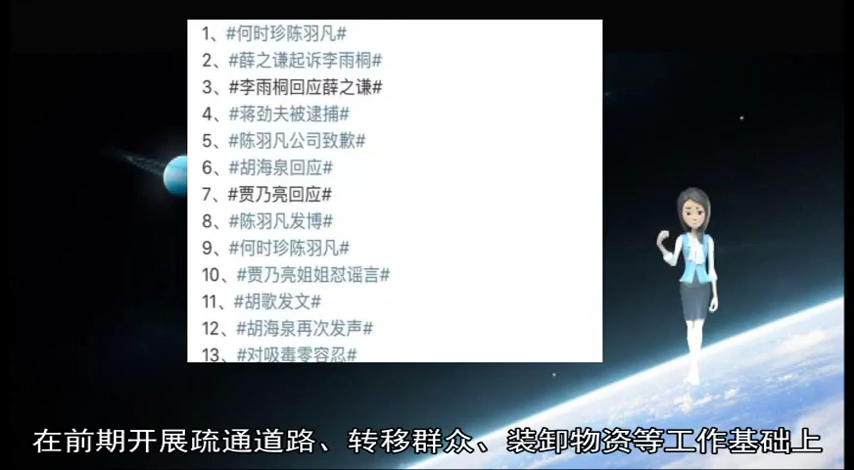 1、#何时珍陈羽凡#
2、#薛之谦起诉李雨桐#
3、#李雨桐回应薛之谦#
4、#蒋劲夫被逮捕#
5、#陈羽凡公司致歉#
6、#胡海泉回应#
7、#贾乃亮回应#
8、#陈羽凡发博#
9、#何时珍陈羽凡#
10、#贾乃亮姐姐怼谣言#
11、#胡歌发文#
12、#胡海泉再次发声#
13、#对吸毒零容忍#
在前期开展疏通道路、转移群众、装卸物资等工作基础上